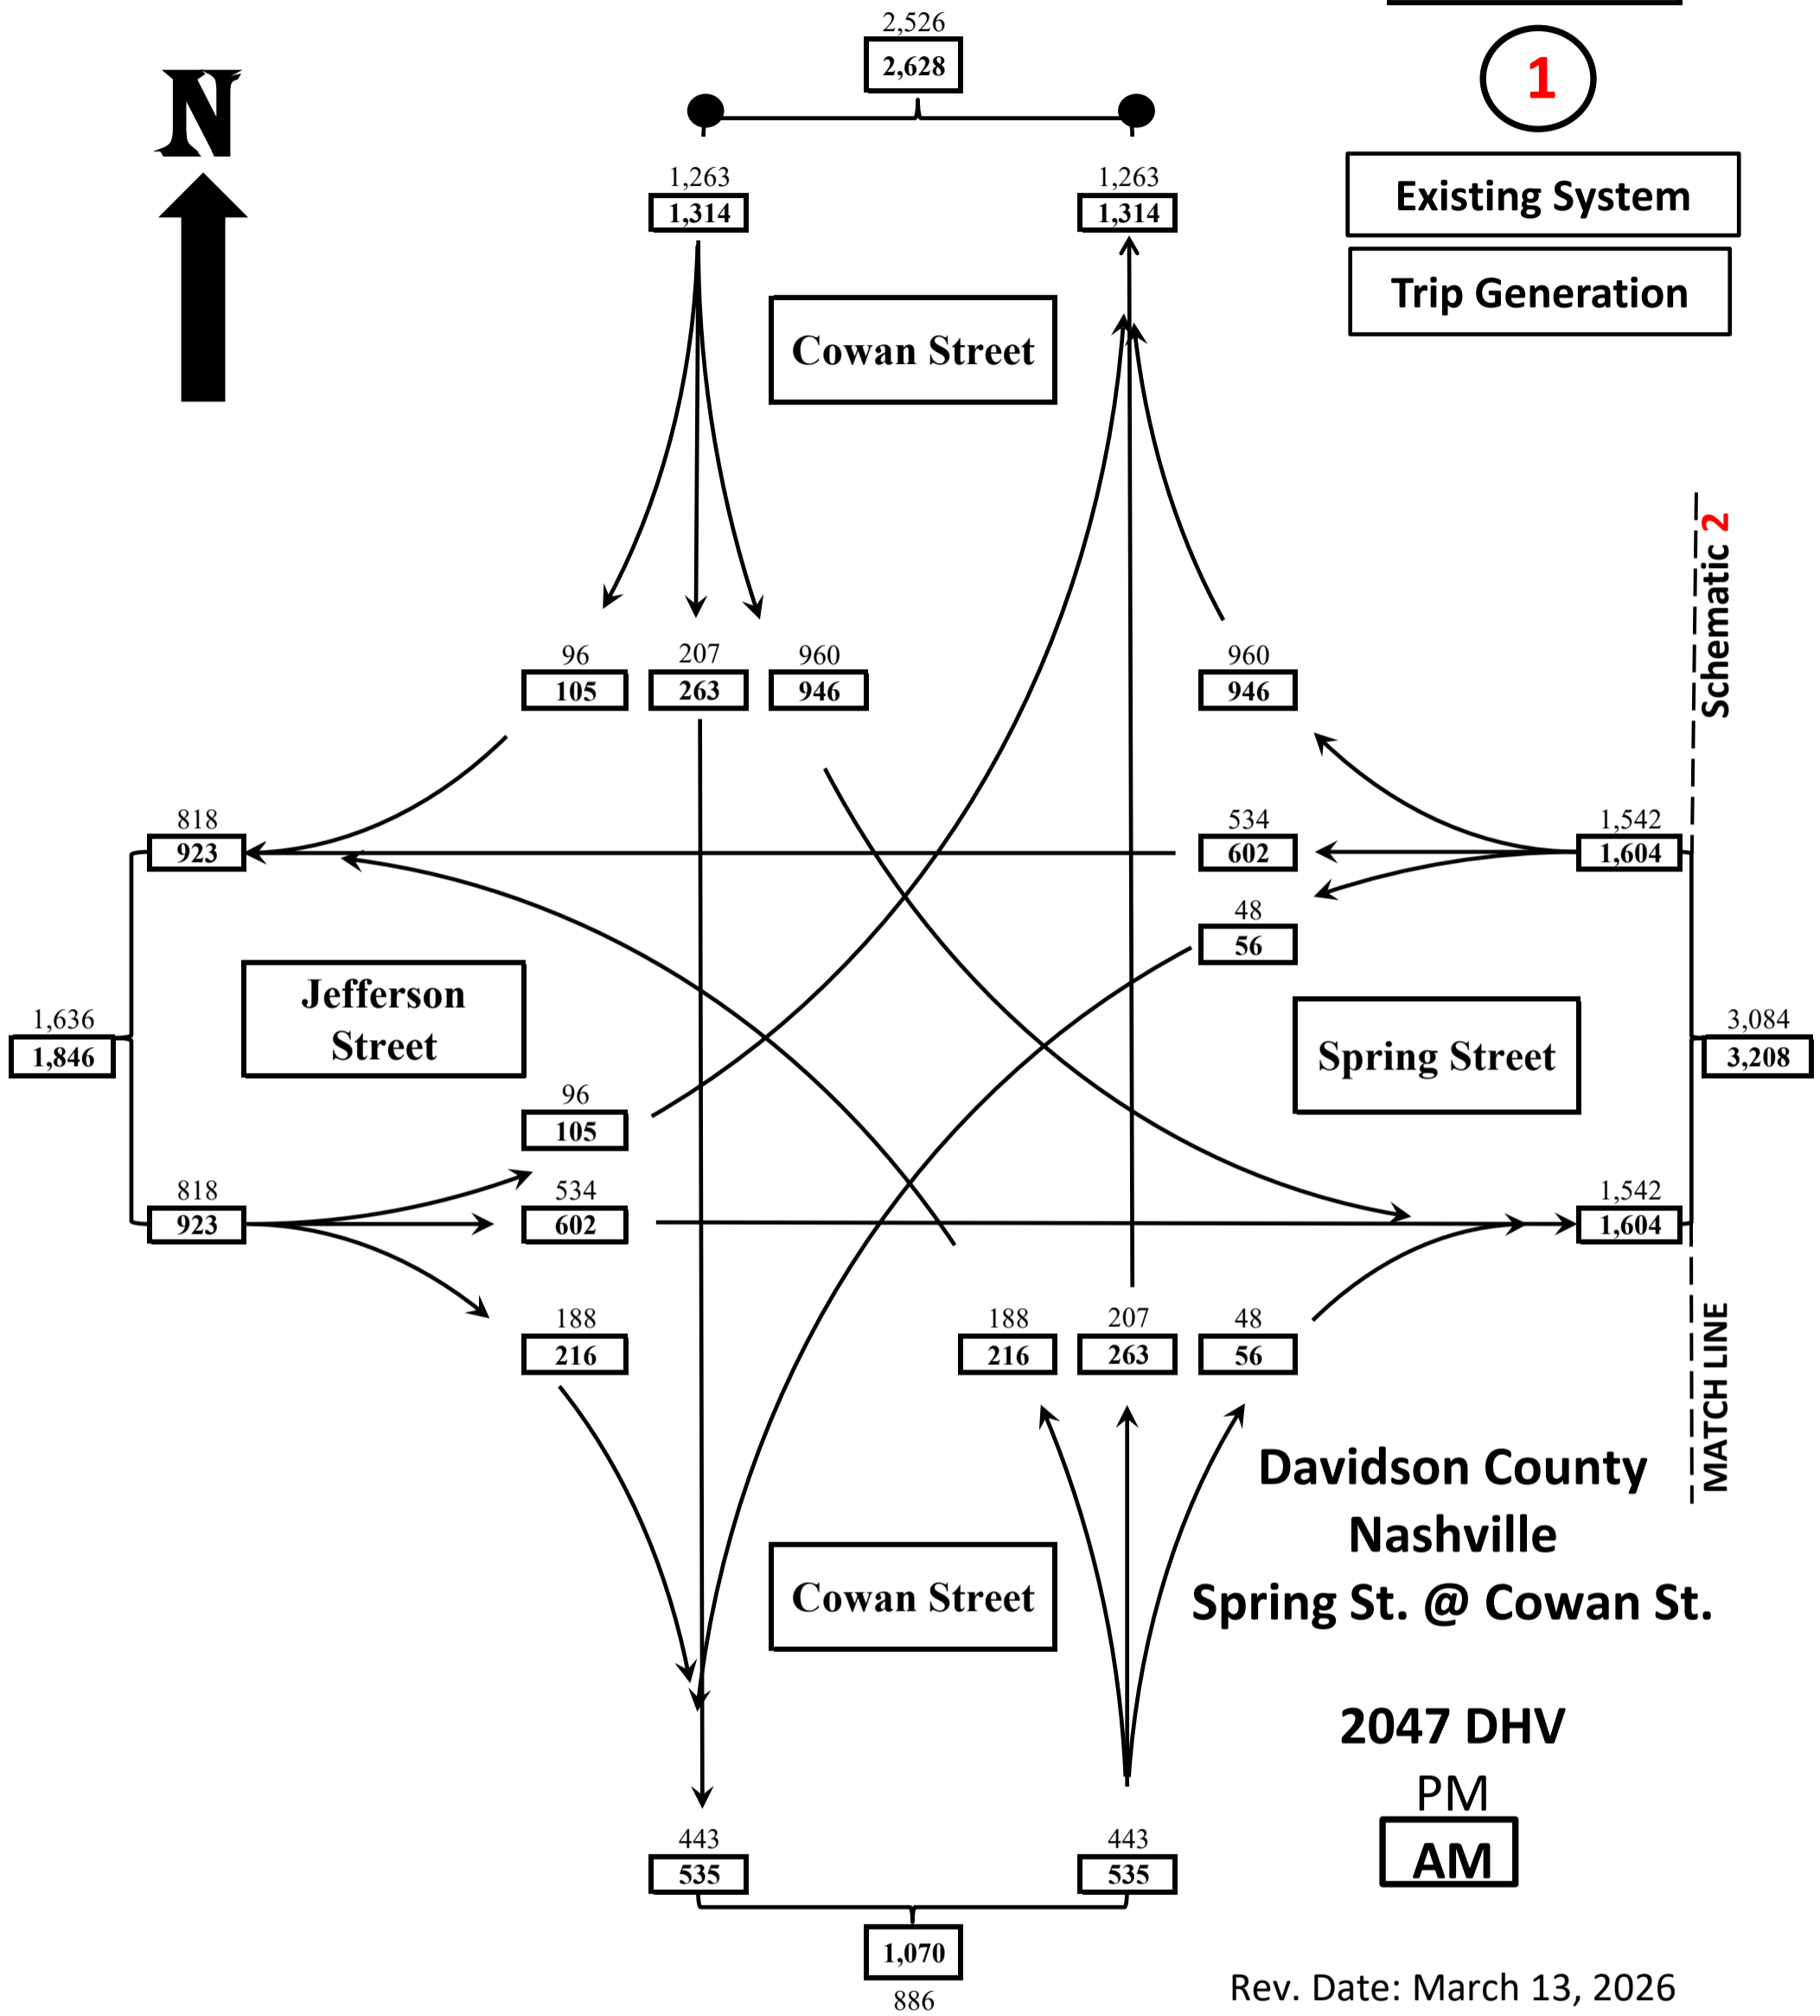 2,526
2,628
1
N
1,263
1,314
1,263
1,314
Existing System
Trip Generation
Cowan Street
Schematic 2
96
105
207
263
960
946
960
946
818
923
534
602
1,542
1,604
48
56
Jefferson
Street
1,636
1,846
Spring Street
3,084
3,208
96
105
818
923
534
602
1,542
1,604
188
216
188
216
207
263
48
56
MATCH LINE
Davidson County
Nashville
Spring St. @ Cowan St.
Cowan Street
2047 DHV
PM
AM
443
535
443
535
1,070
886
Rev. Date: March 13, 2026